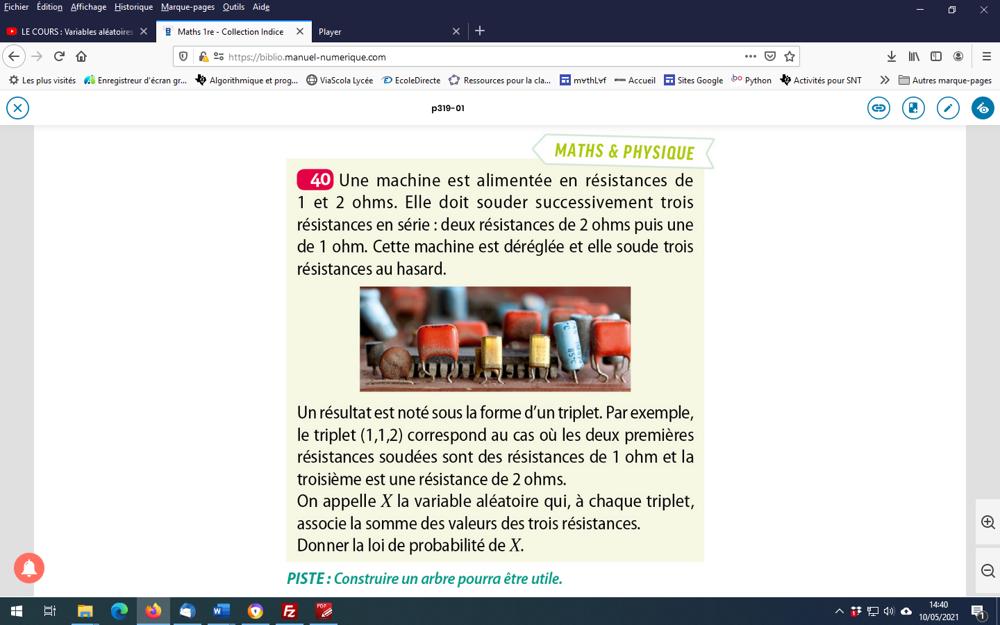 Fichier Édition Affichage Historique Marque-pages Outils Aide
LE COURS : Variables aléatoires
Maths 1re - Collection Indice
Player
https://biblio.manuel-numerique.com
Les plus visités Enregistreur d'écran gr... Algorithmique et prog... ViaScola Lycée EcoleDirecte Ressources pour la cla... m∀thL∀f Accueil Sites Google Python Activités pour SNT Autres marque-pages
p319-01
MATHS & PHYSIQUE
40 Une machine est alimentée en résistances de
1 et 2 ohms. Elle doit souder successivement trois
résistances en série : deux résistances de 2 ohms puis une
de 1 ohm. Cette machine est déréglée et elle soude trois
résistances au hasard.
85°C
Un résultat est noté sous la forme d'un triplet. Par exemple,
le triplet (1,1,2) correspond au cas où les deux premières
résistances soudées sont des résistances de 1 ohm et la
troisième est une résistance de 2 ohms.
On appelle X la variable aléatoire qui, à chaque triplet,
associe la somme des valeurs des trois résistances.
Donner la loi de probabilité de X.
PISTE : Construire un arbre pourra être utile.
14:40
10/05/2021